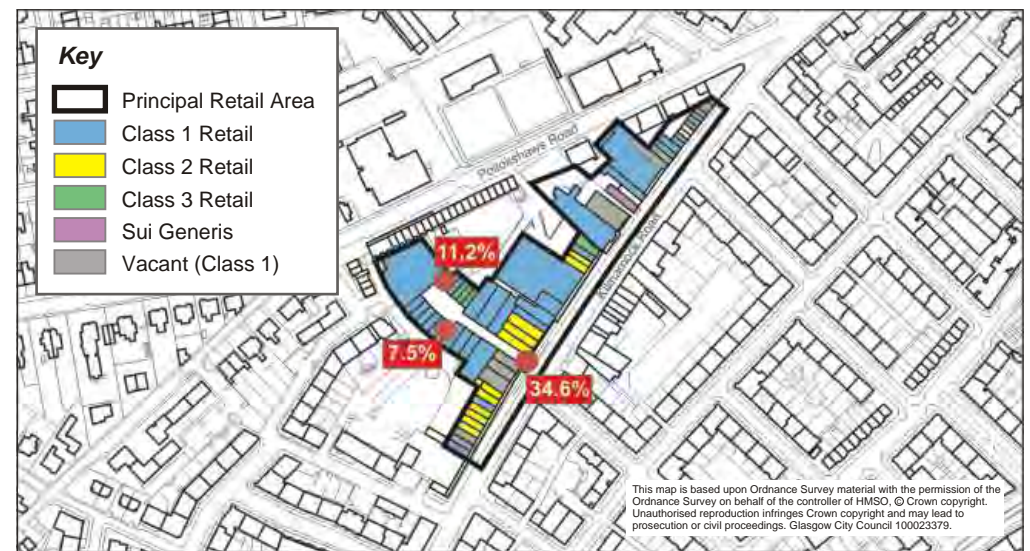 Key
Principal Retail Area
Class 1 Retail
Class 2 Retail
Class 3 Retail
Sui Generis
Vacant (Class 1)
Pollokshaws Road
Kilmarnock Road
11.2%
7.5%
34.6%
This map is based upon Ordnance Survey material with the permission of the
Ordnance Survey on behalf of the controller of HMSO, © Crown copyright.
Unauthorised reproduction infringes Crown copyright and may lead to
prosecution or civil proceedings. Glasgow City Council 100023379.